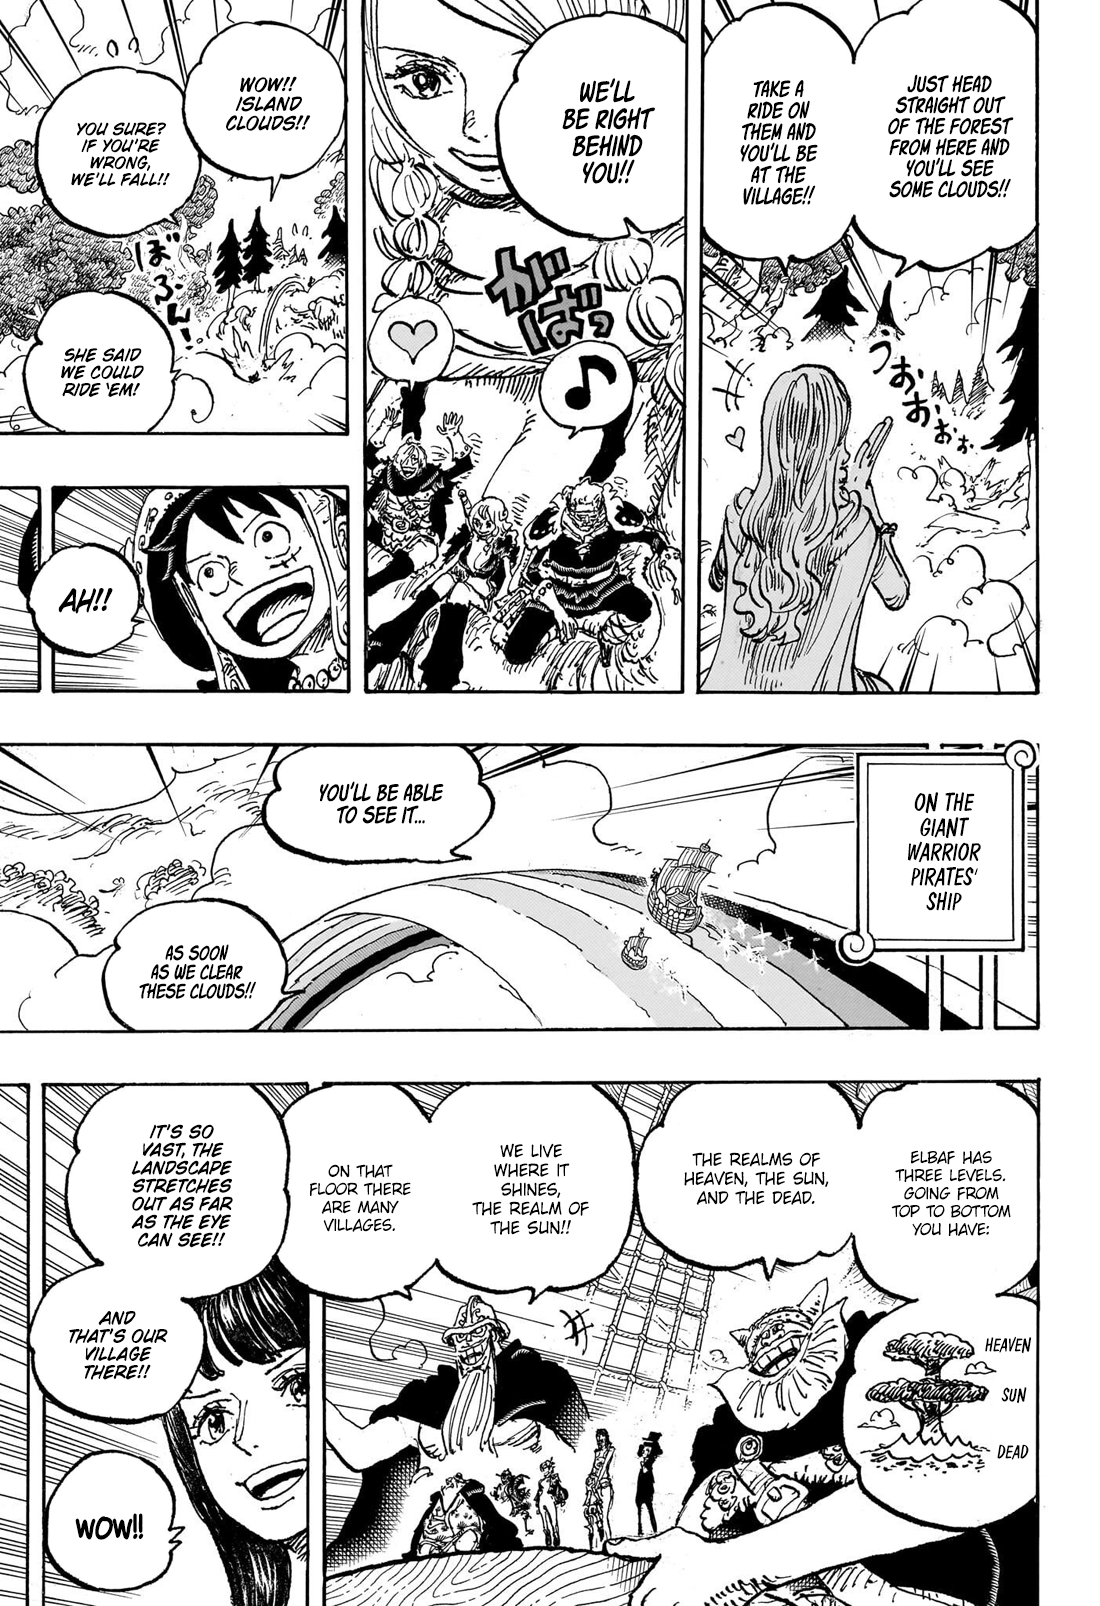 JUST HEAD
STRAIGHT OUT
OF THE FOREST
FROM HERE AND
YOU'LL SEE
SOME CLOUDS!!
TAKE A
RIDE ON
THEM AND
YOU'LL BE
AT THE
VILLAGE!!
うおおおぉぉ
WE'LL
BE RIGHT
BEHIND
YOU!!
がばっ
WOW!!
ISLAND
CLOUDS!!
YOU SURE?
IF YOU'RE
WRONG,
WE'LL FALL!!
ばふん!
SHE SAID
WE COULD
RIDE 'EM!
AH!!
ON THE
GIANT
WARRIOR
PIRATES'
SHIP
YOU'LL BE ABLE
TO SEE IT...
AS SOON
AS WE CLEAR
THESE CLOUDS!!
ELBAF HAS
THREE LEVELS.
GOING FROM
TOP TO BOTTOM
YOU HAVE:
HEAVEN
SUN
DEAD
THE REALMS OF
HEAVEN, THE SUN,
AND THE DEAD.
WE LIVE
WHERE IT
SHINES,
THE REALM OF
THE SUN!!
ON THAT
FLOOR THERE
ARE MANY
VILLAGES.
IT'S SO
VAST, THE
LANDSCAPE
STRETCHES
OUT AS FAR
AS THE EYE
CAN SEE!!
AND
THAT'S OUR
VILLAGE
THERE!!
WOW!!